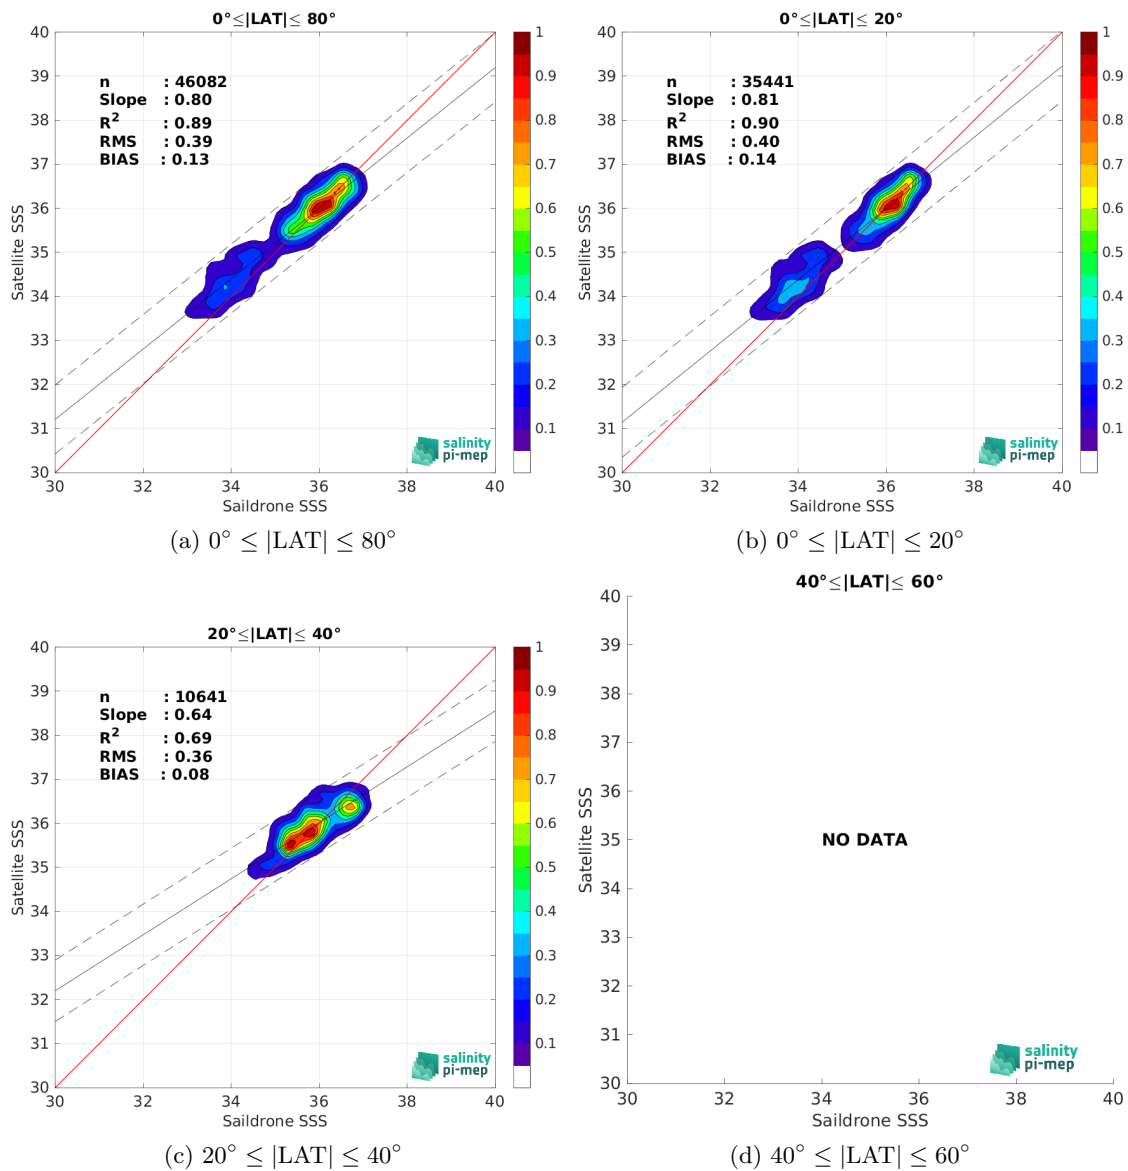 0°≤|LAT|≤ 80°
40
39
38
37
36
35
34
33
32
31
30
Satellite SSS
n : 46082
Slope : 0.80
R2 : 0.89
RMS : 0.39
BIAS : 0.13
1
0.9
0.8
0.7
0.6
0.5
0.4
0.3
0.2
0.1
salinity
pi-mep
30 32 34 36 38 40
Saildrone SSS
(a) 0° ≤ |LAT| ≤ 80°
0°≤|LAT|≤ 20°
40
39
38
37
36
35
34
33
32
31
30
Satellite SSS
n : 35441
Slope : 0.81
R2 : 0.90
RMS : 0.40
BIAS : 0.14
1
0.9
0.8
0.7
0.6
0.5
0.4
0.3
0.2
0.1
salinity
pi-mep
30 32 34 36 38 40
Saildrone SSS
(b) 0° ≤ |LAT| ≤ 20°
20°≤|LAT|≤ 40°
40
39
38
37
36
35
34
33
32
31
30
Satellite SSS
n : 10641
Slope : 0.64
R2 : 0.69
RMS : 0.36
BIAS : 0.08
1
0.9
0.8
0.7
0.6
0.5
0.4
0.3
0.2
0.1
salinity
pi-mep
30 32 34 36 38 40
Saildrone SSS
(c) 20° ≤ |LAT| ≤ 40°
40°≤|LAT|≤ 60°
40
39
38
37
36
35
34
33
32
31
30
Satellite SSS
NO DATA
salinity
pi-mep
30 32 34 36 38 40
Saildrone SSS
(d) 40° ≤ |LAT| ≤ 60°